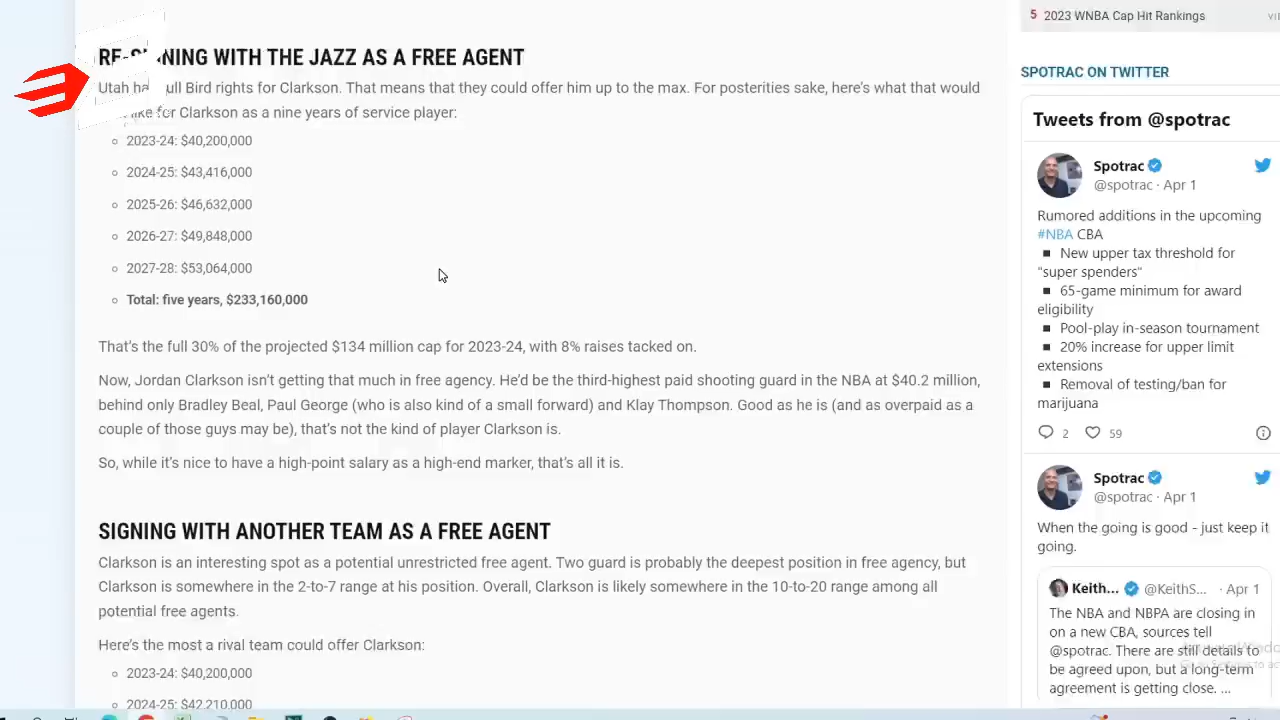 5 2023 WNBA Cap Hit Rankings
RE-SIGNING WITH THE JAZZ AS A FREE AGENT
Utah full Bird rights for Clarkson. That means that they could offer him up to the max. For posterities sake, here’s what that would
like for Clarkson as a nine years of service player:
2023-24: $40,200,000
2024-25: $43,416,000
2025-26: $46,632,000
2026-27: $49,848,000
2027-28: $53,064,000
Total: five years, $233,160,000
That’s the full 30% of the projected $134 million cap for 2023-24, with 8% raises tacked on.
Now, Jordan Clarkson isn’t getting that much in free agency. He’d be the third-highest paid shooting guard in the NBA at $40.2 million,
behind only Bradley Beal, Paul George (who is also kind of a small forward) and Klay Thompson. Good as he is (and as overpaid as a
couple of those guys may be), that’s not the kind of player Clarkson is.
So, while it’s nice to have a high-point salary as a high-end marker, that’s all it is.
SIGNING WITH ANOTHER TEAM AS A FREE AGENT
Clarkson is an interesting spot as a potential unrestricted free agent. Two guard is probably the deepest position in free agency, but
Clarkson is somewhere in the 2-to-7 range at his position. Overall, Clarkson is likely somewhere in the 10-to-20 range among all
potential free agents.
Here’s the most a rival team could offer Clarkson:
2023-24: $40,200,000
2024-25: $42,210,000
SPOTRAC ON TWITTER
Tweets from @spotrac
Spotrac
@spotrac · Apr 1
Rumored additions in the upcoming
#NBA CBA
▪ New upper tax threshold for
"super spenders"
▪ 65-game minimum for award
eligibility
▪ Pool-play in-season tournament
▪ 20% increase for upper limit
extensions
▪ Removal of testing/ban for
marijuana
2 59
Spotrac
@spotrac · Apr 1
When the going is good - just keep it
going.
Keith... @KeithS... · Apr 1
The NBA and NBPA are closing in
on a new CBA, sources tell
@spotrac. There are still details to
be agreed upon, but a long-term
agreement is getting close. ...